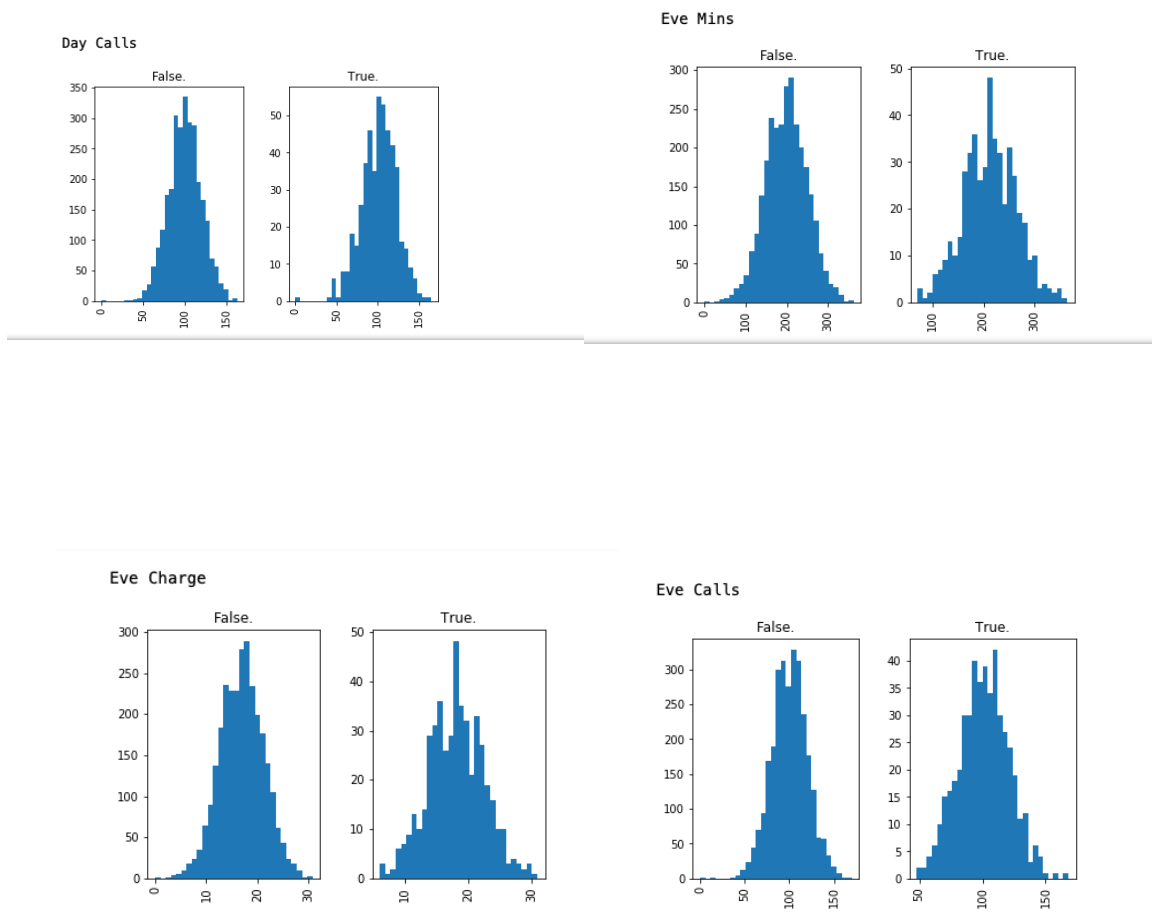 Day Calls
False.
True.
350
300
250
200
150
100
50
0
0 50 100 150
50
40
30
20
10
0
0 50 100 150
Eve Mins
False.
True.
300
250
200
150
100
50
0
0 100 200 300
50
40
30
20
10
0
100 200 300
Eve Charge
False.
True.
300
250
200
150
100
50
0
0 10 20 30
50
40
30
20
10
0
10 20 30
Eve Calls
False.
True.
300
250
200
150
100
50
0
0 50 100 150
40
35
30
25
20
15
10
5
0
50 100 150